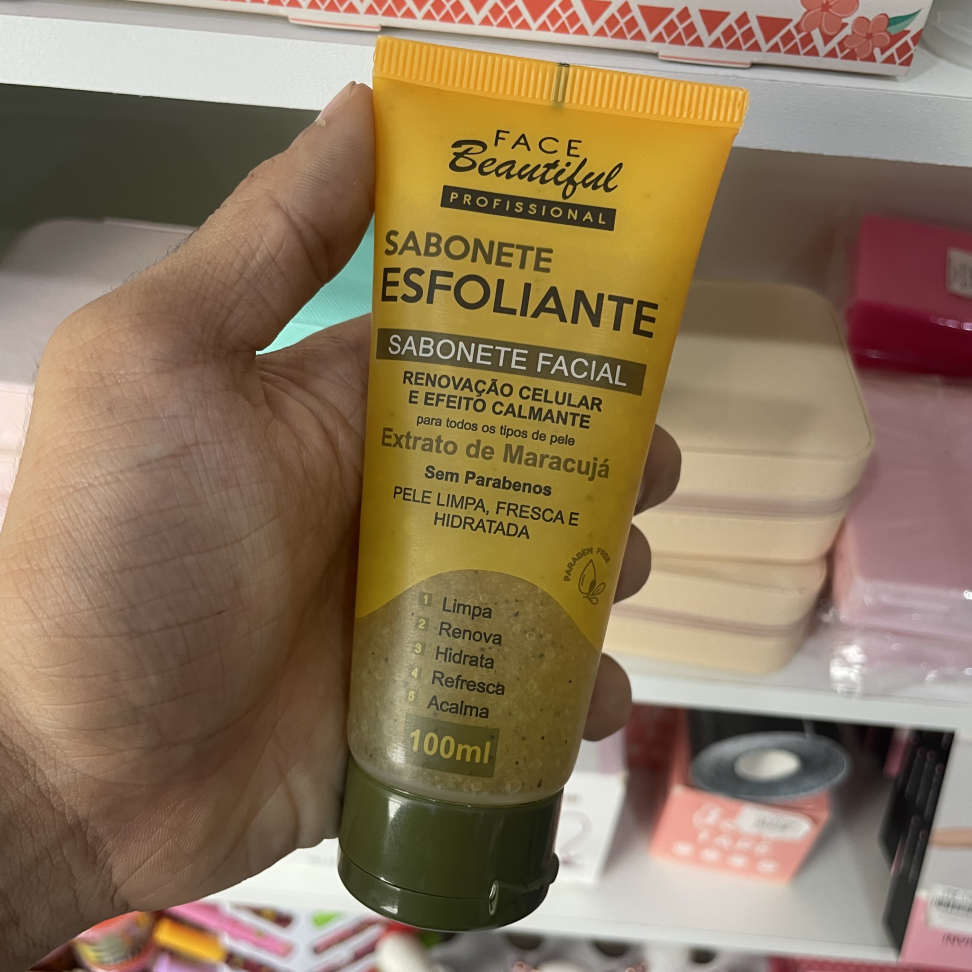 FACE
Beautiful
PROFISSIONAL
SABONETE
ESFOLIANTE
SABONETE FACIAL
RENOVAÇÃO CELULAR
E EFEITO CALMANTE
para todos os tipos de pele
Extrato de Maracujá
Sem Parabenos
PELE LIMPA, FRESCA E
HIDRATADA
PARABEN FREE
1 Limpa
2 Renova
3 Hidrata
4 Refresca
5 Acalma
100ml